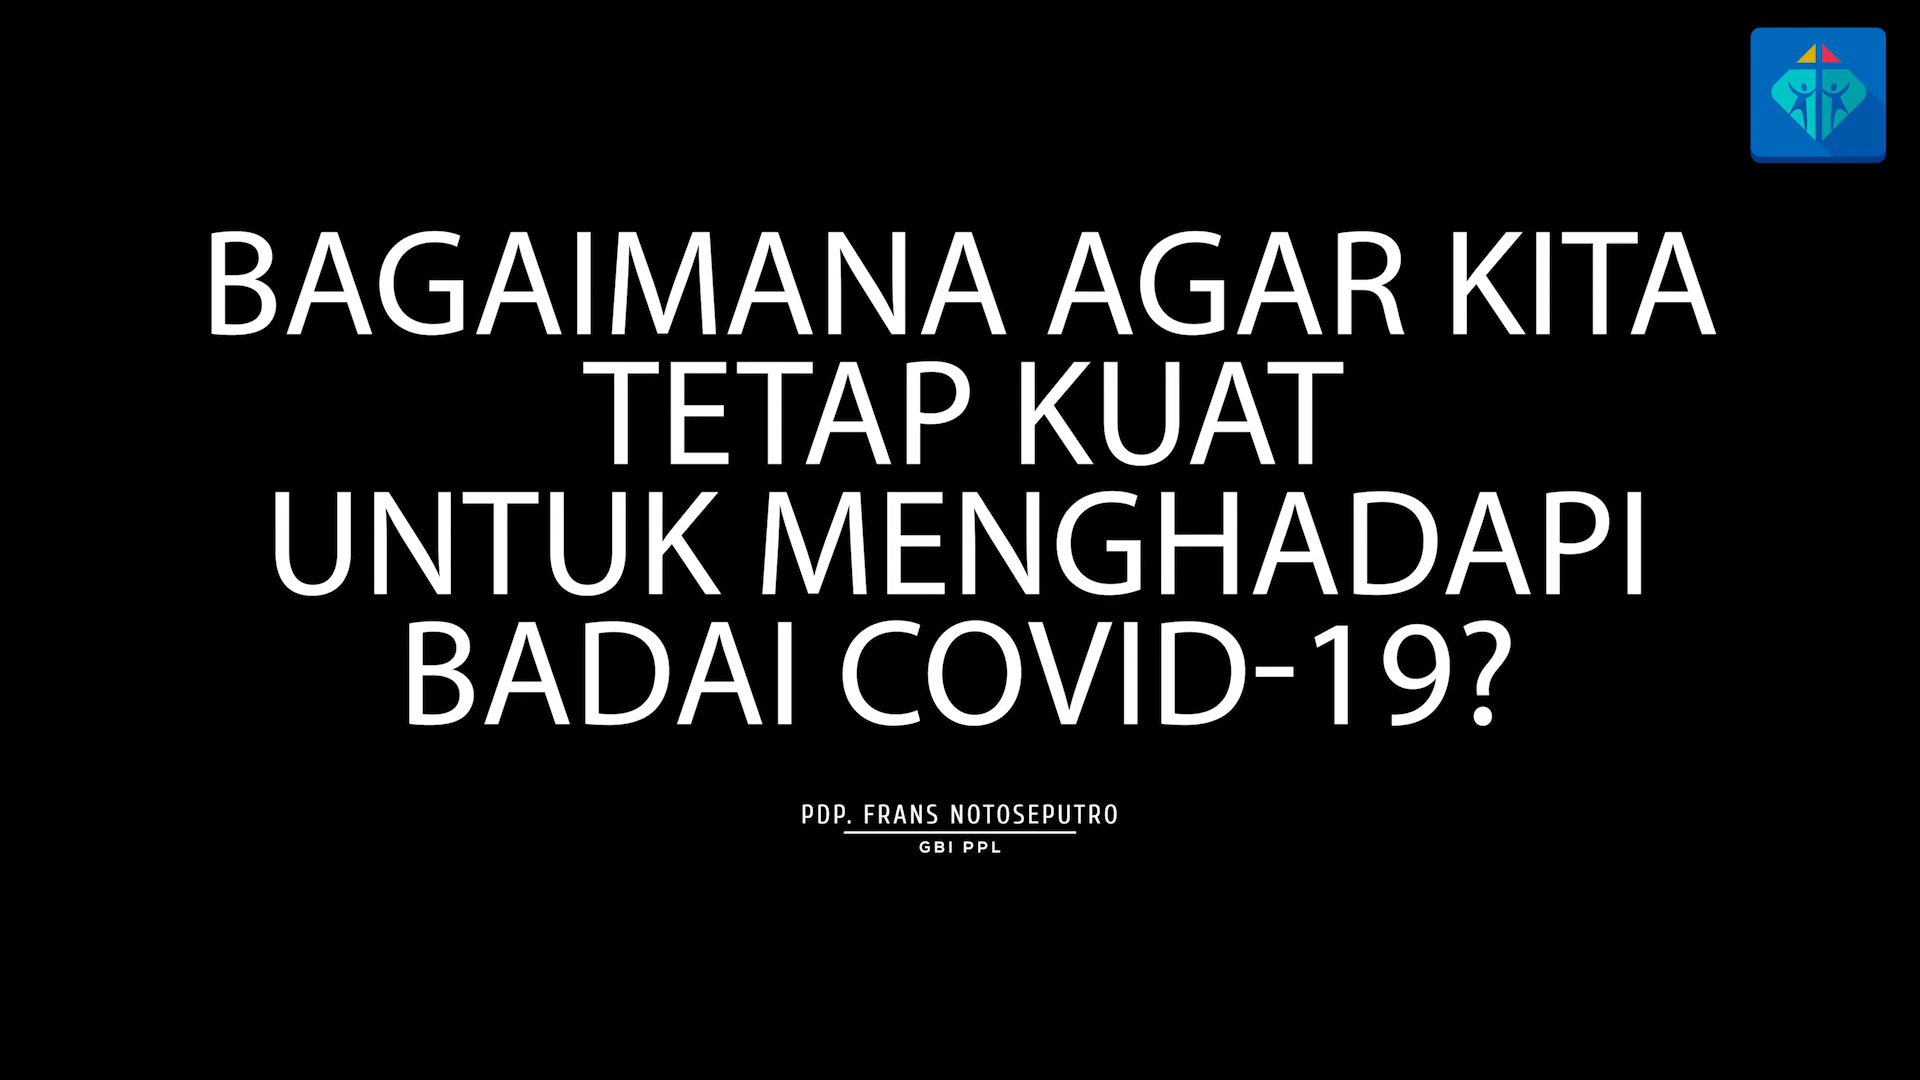 BAGAIMANA AGAR KITA
TETAP KUAT
UNTUK MENGHADAPI
BADAI COVID-19?
PDP. FRANS NOTOSEPUTRO
GBI PPL